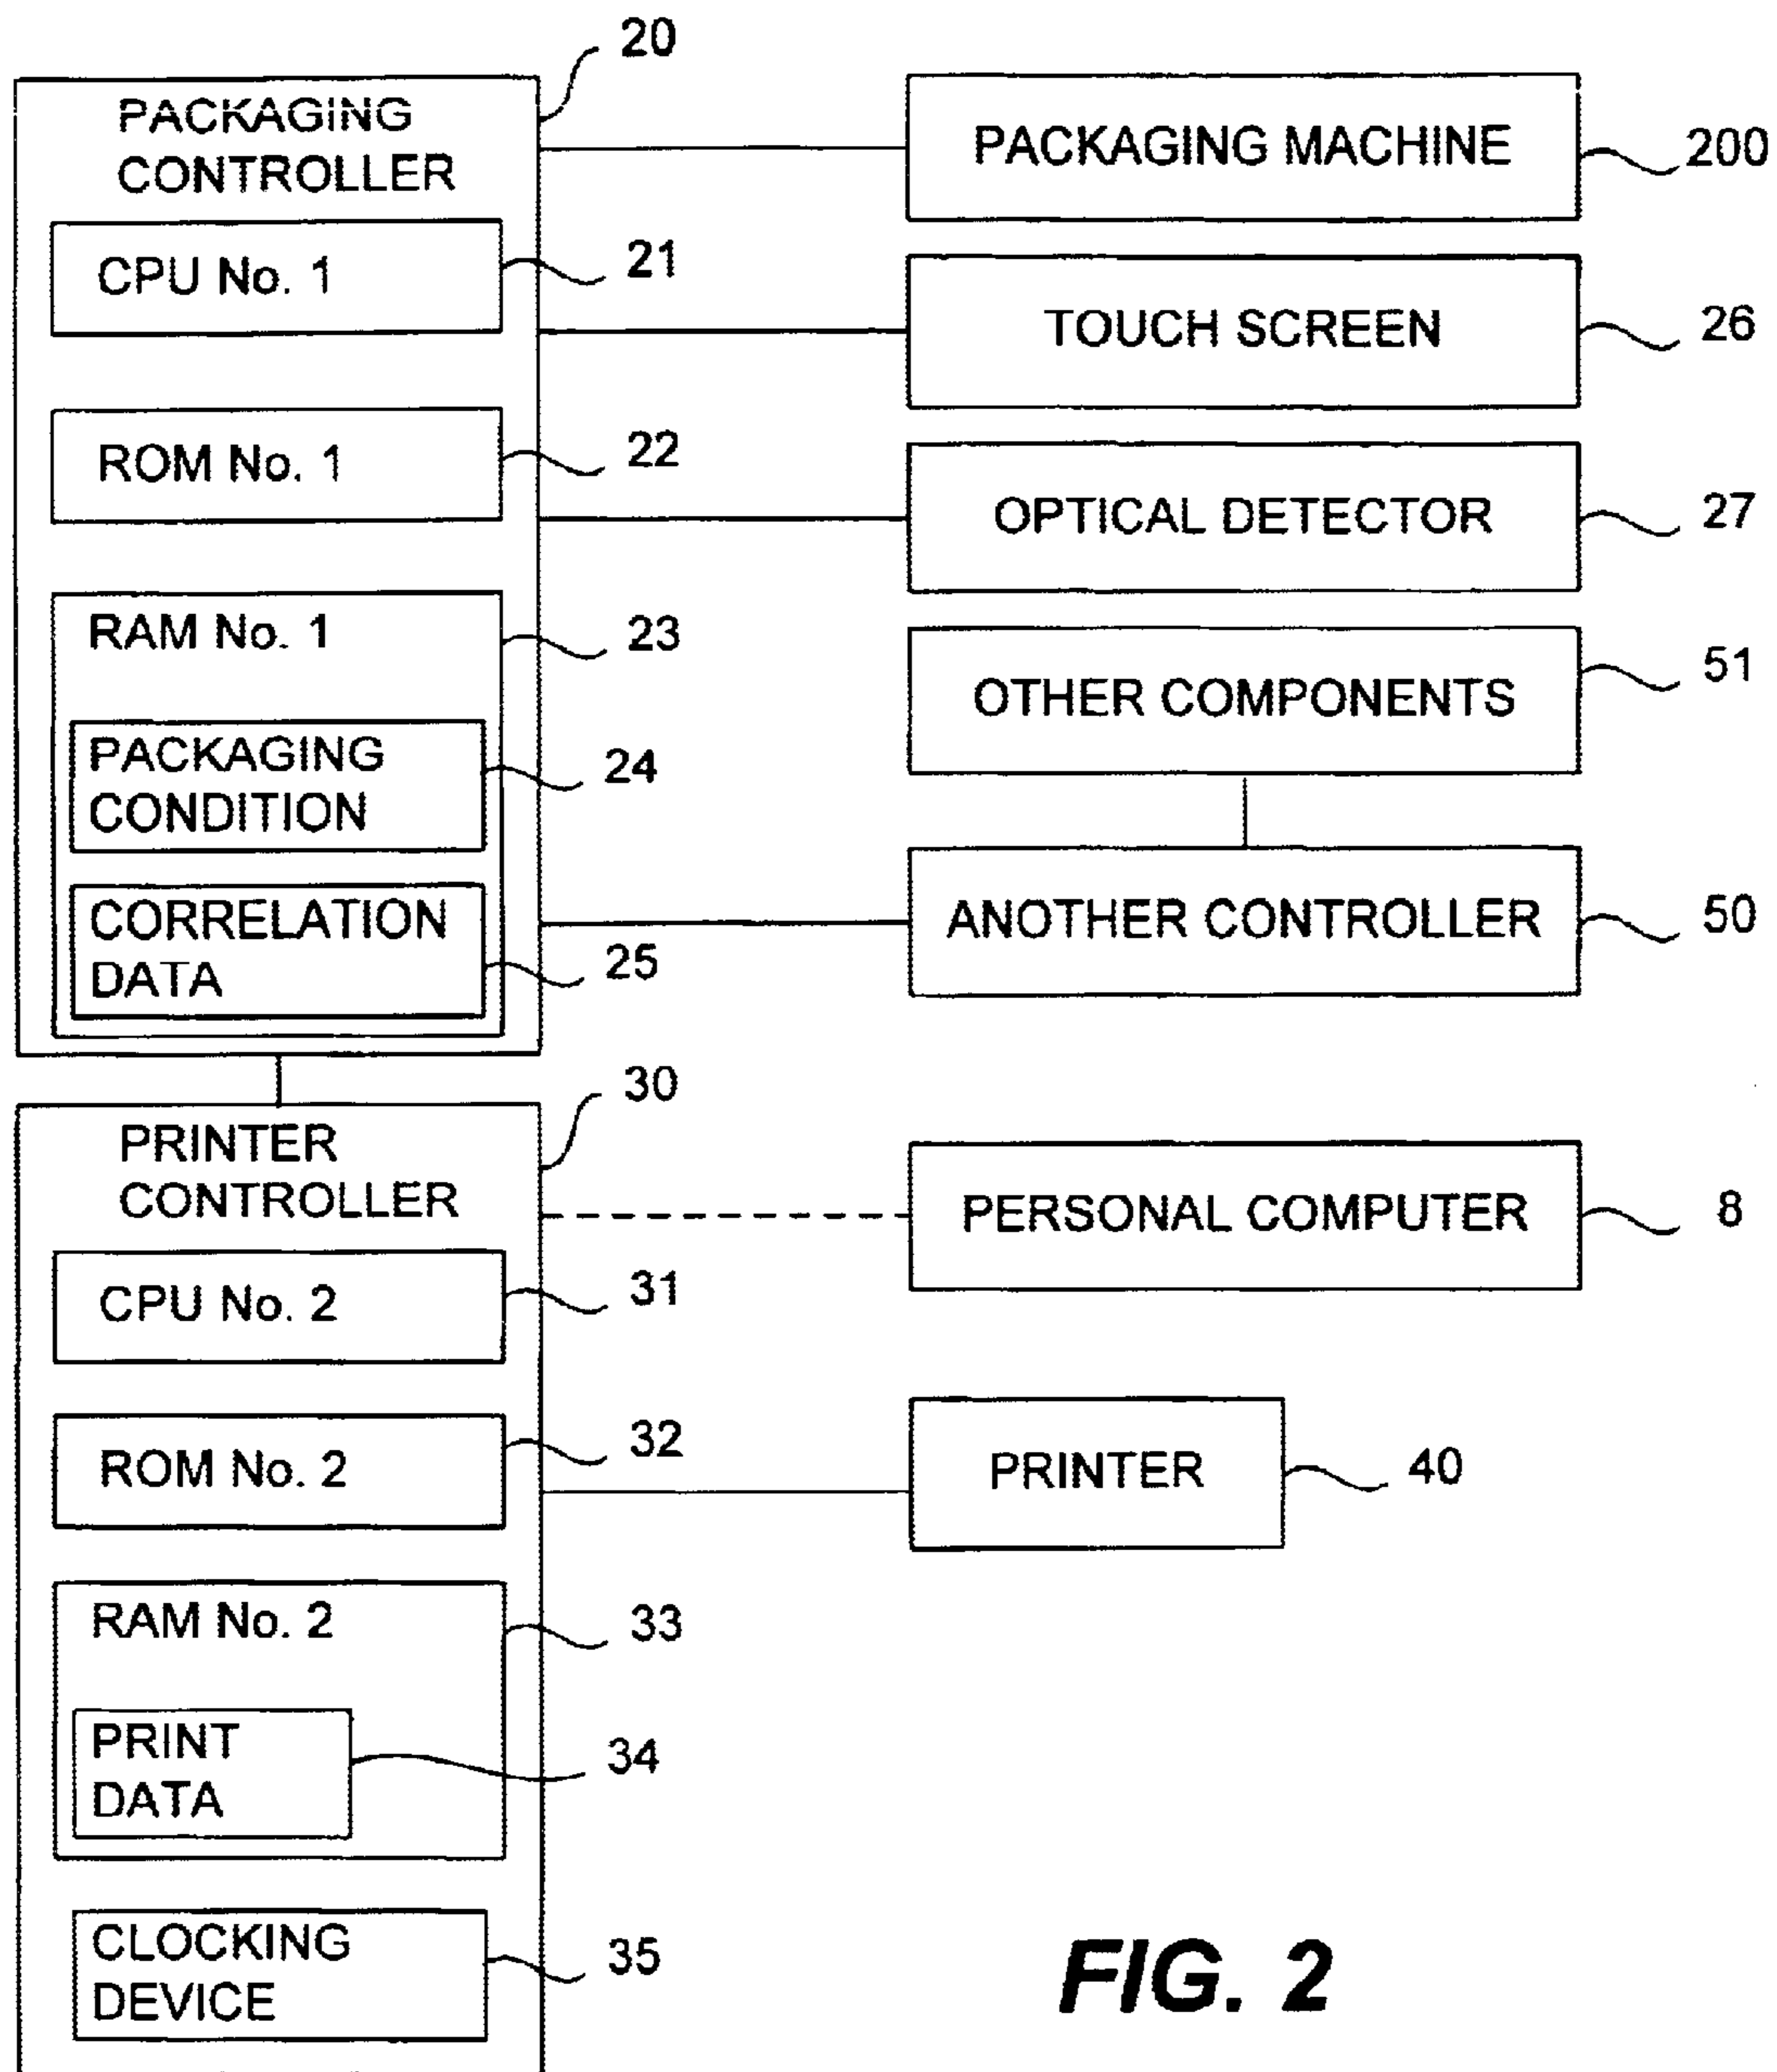 20
PACKAGING
CONTROLLER
PACKAGING MACHINE
200
CPU No. 1
21
TOUCH SCREEN
26
ROM No. 1
22
OPTICAL DETECTOR
27
RAM No. 1
23
OTHER COMPONENTS
51
PACKAGING
CONDITION
24
CORRELATION
DATA
25
ANOTHER CONTROLLER
50
30
PRINTER
CONTROLLER
PERSONAL COMPUTER
8
CPU No. 2
31
ROM No. 2
32
PRINTER
40
RAM No. 2
33
PRINT
DATA
34
CLOCKING
DEVICE
35
FIG. 2